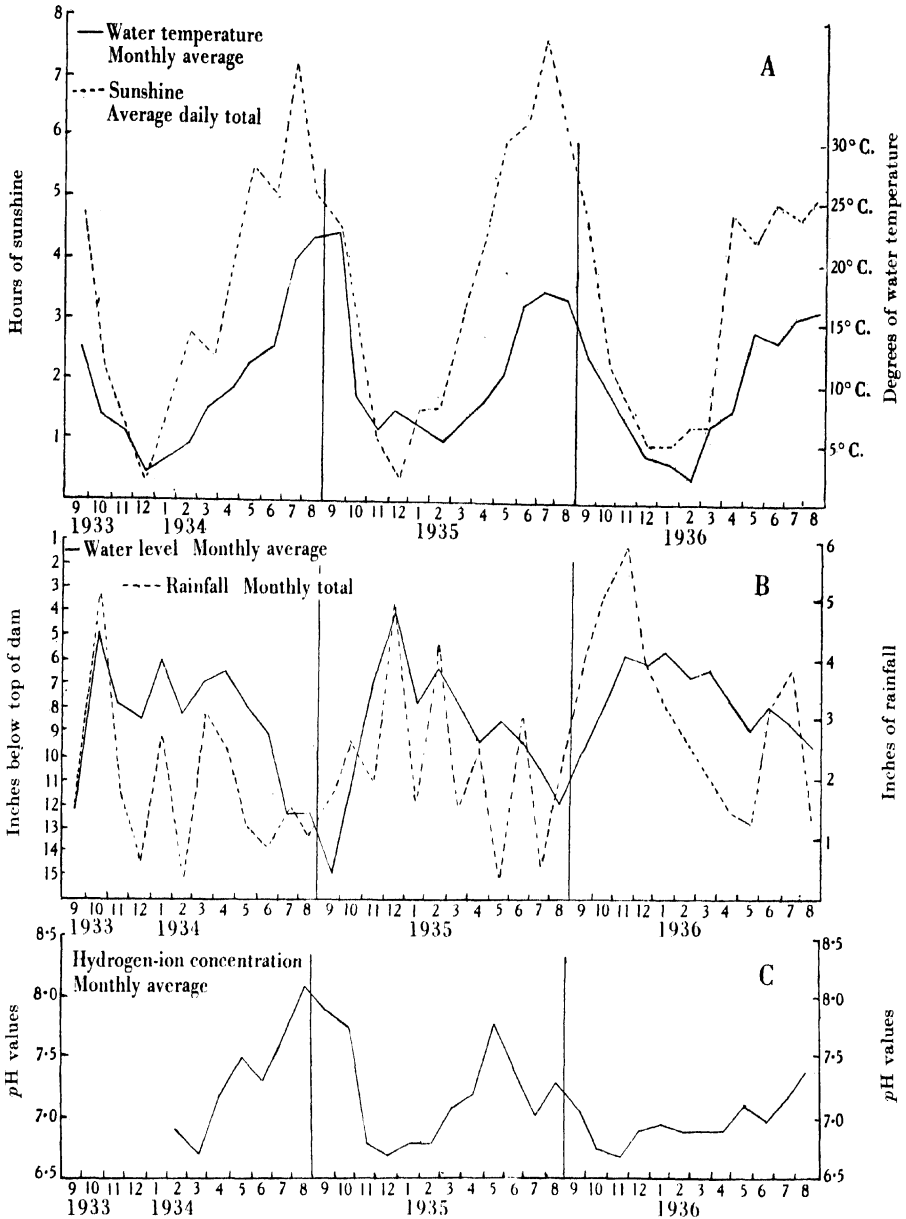 8
7
6
5
4
3
2
1
Hours of sunshine
Water temperature
Monthly average
Sunshine
Average daily total
A
30°C.
25°C.
20°C.
15°C.
10°C.
5°C.
Degrees of water temperature
9 10 11 12 1 2 3 4 5 6 7 8 9 10 11 12 1 2 3 4 5 6 7 8 9 10 11 12 1 2 3 4 5 6 7 8
1933 1934 1935 1936
1
2
3
4
5
6
7
8
9
10
11
12
13
14
15
Inches below top of dam
Water level Monthly average
Rainfall Monthly total
B
6
5
4
3
2
1
Inches of rainfall
9 10 11 12 1 2 3 4 5 6 7 8 9 10 11 12 1 2 3 4 5 6 7 8 9 10 11 12 1 2 3 4 5 6 7 8
1933 1934 1935 1936
8·5
8·0
7·5
7·0
6·5
pH values
Hydrogen-ion concentration
Monthly average
C
8·5
8·0
7·5
7·0
6·5
pH values
9 10 11 12 1 2 3 4 5 6 7 8 9 10 11 12 1 2 3 4 5 6 7 8 9 10 11 12 1 2 3 4 5 6 7 8
1933 1934 1935 1936